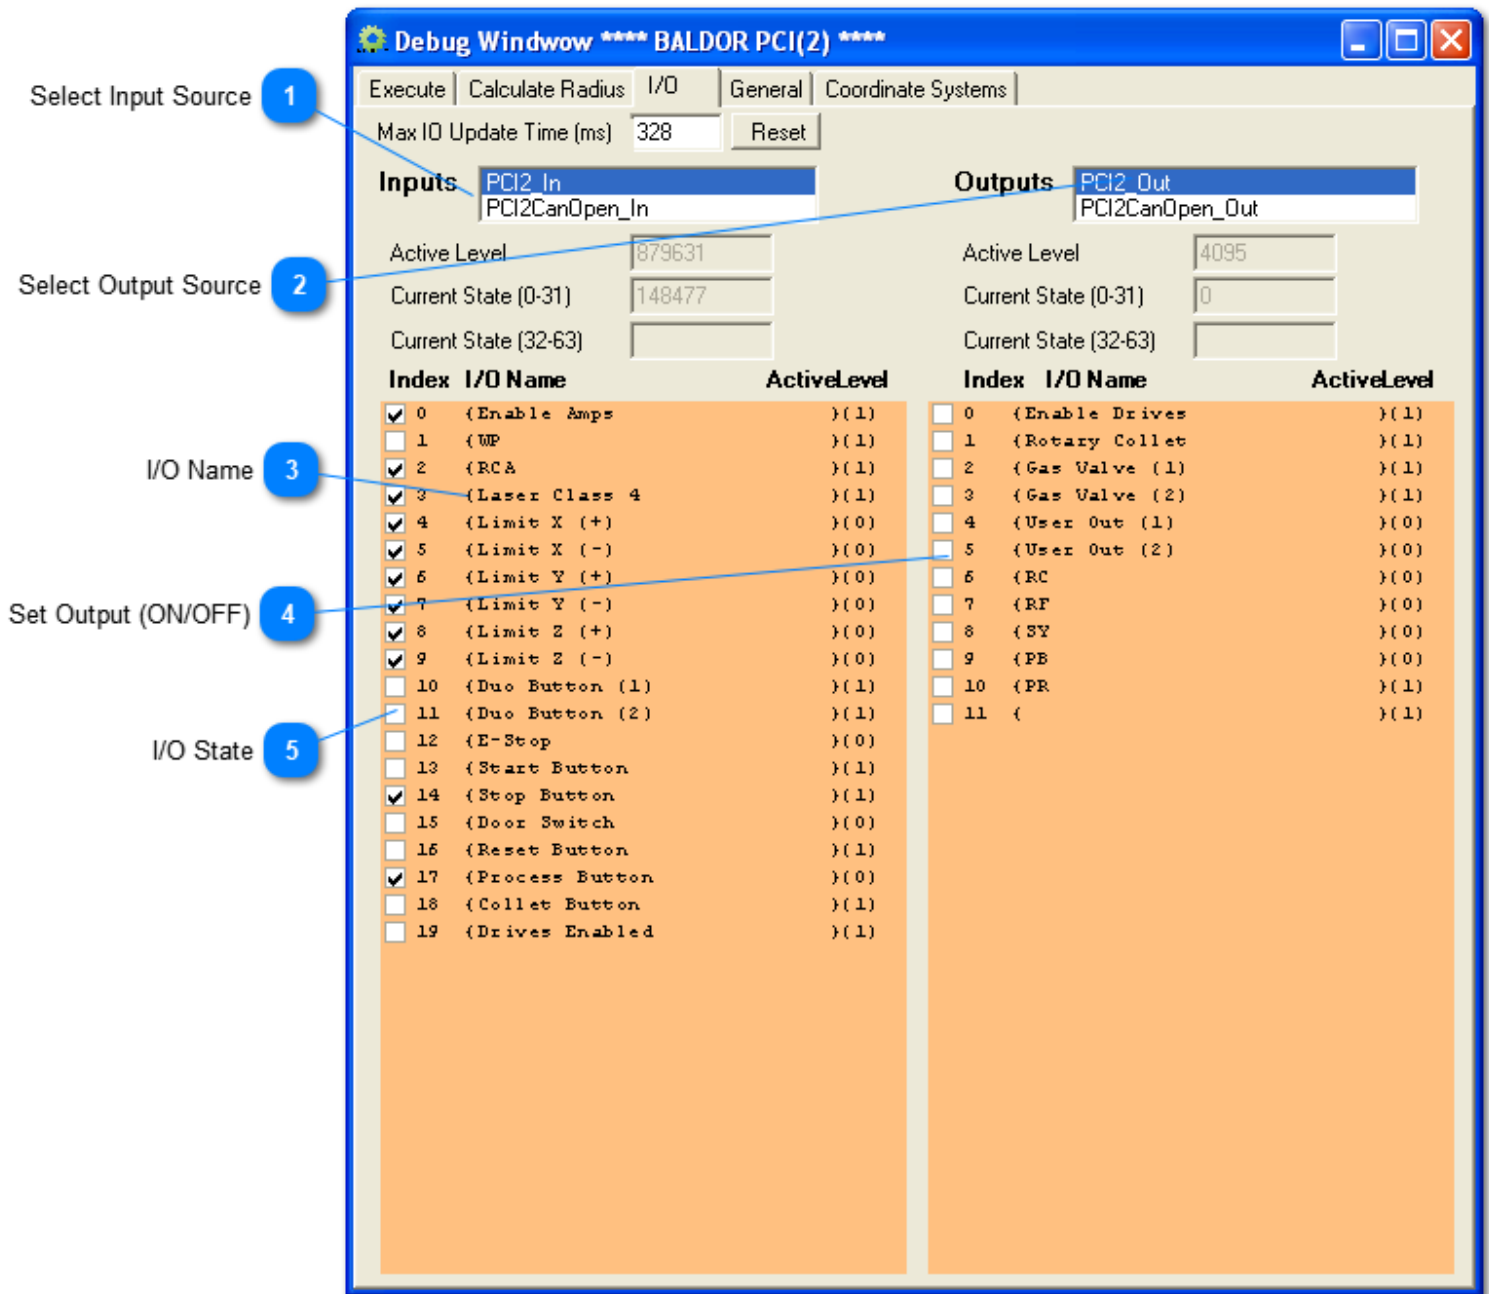 Debug Windwow **** BALDOR PCI(2) ****
Execute Calculate Radius I/O General Coordinate Systems
Select Input Source 1
Max IO Update Time (ms) 328 Reset
Inputs PCI2_In Outputs PCI2_Out
PCI2CanOpen_In PCI2CanOpen_Out
Active Level 879631 Active Level 4095
Select Output Source 2
Current State (0-31) 148477 Current State (0-31) 0
Current State (32-63) Current State (32-63)
Index I/O Name ActiveLevel Index I/O Name ActiveLevel
0 {Enable Amps }(1) 0 {Enable Drives }(1)
1 {WP }(1) 1 {Rotary Collet }(1)
I/O Name 3
2 {RCA }(1) 2 {Gas Valve (1) }(1)
3 {Laser Class 4 }(1) 3 {Gas Valve (2) }(1)
4 {Limit X (+) }(0) 4 {User Out (1) }(0)
5 {Limit X (-) }(0) 5 {User Out (2) }(0)
6 {Limit Y (+) }(0) 6 {RC }(0)
Set Output (ON/OFF) 4
7 {Limit Y (-) }(0) 7 {RF }(0)
8 {Limit Z (+) }(0) 8 {SY }(0)
9 {Limit Z (-) }(0) 9 {PB }(0)
10 {Duo Button (1) }(1) 10 {PR }(1)
11 {Duo Button (2) }(1) 11 { }(1)
I/O State 5
12 {E-Stop }(0)
13 {Start Button }(1)
14 {Stop Button }(1)
15 {Door Switch }(0)
16 {Reset Button }(1)
17 {Process Button }(0)
18 {Collet Button }(1)
19 {Drives Enabled }(1)